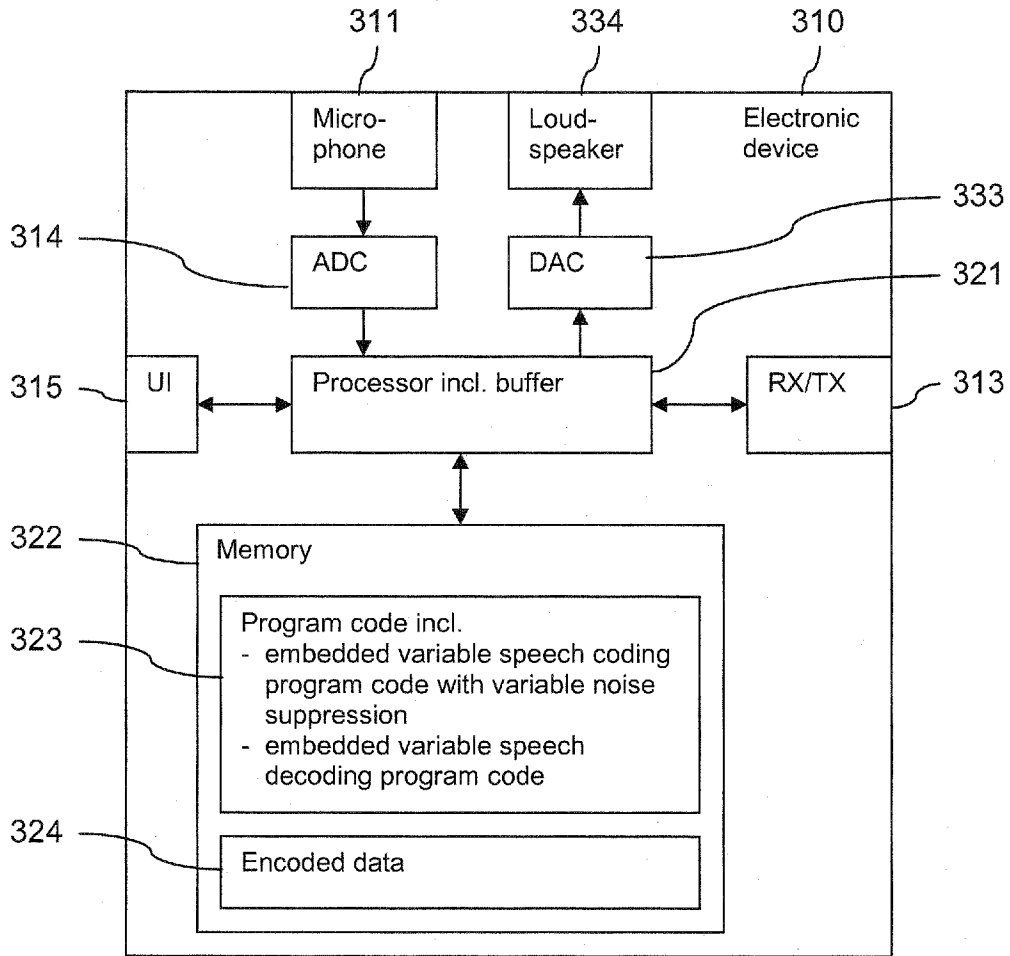 311
334
310
Micro-
phone
Loud-
speaker
Electronic
device
333
314
ADC
DAC
321
315
UI
Processor incl. buffer
RX/TX
313
322
Memory
323
Program code incl.
- embedded variable speech coding
program code with variable noise
suppression
- embedded variable speech
decoding program code
324
Encoded data